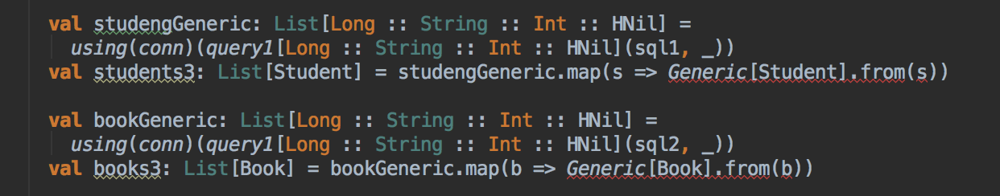 val studengGeneric: List[Long :: String :: Int :: HNil] =
using(conn)(query1[Long :: String :: Int :: HNil](sql1, _))
val students3: List[Student] = studengGeneric.map(s => Generic[Student].from(s))
val bookGeneric: List[Long :: String :: Int :: HNil] =
using(conn)(query1[Long :: String :: Int :: HNil](sql2, _))
val books3: List[Book] = bookGeneric.map(b => Generic[Book].from(b))